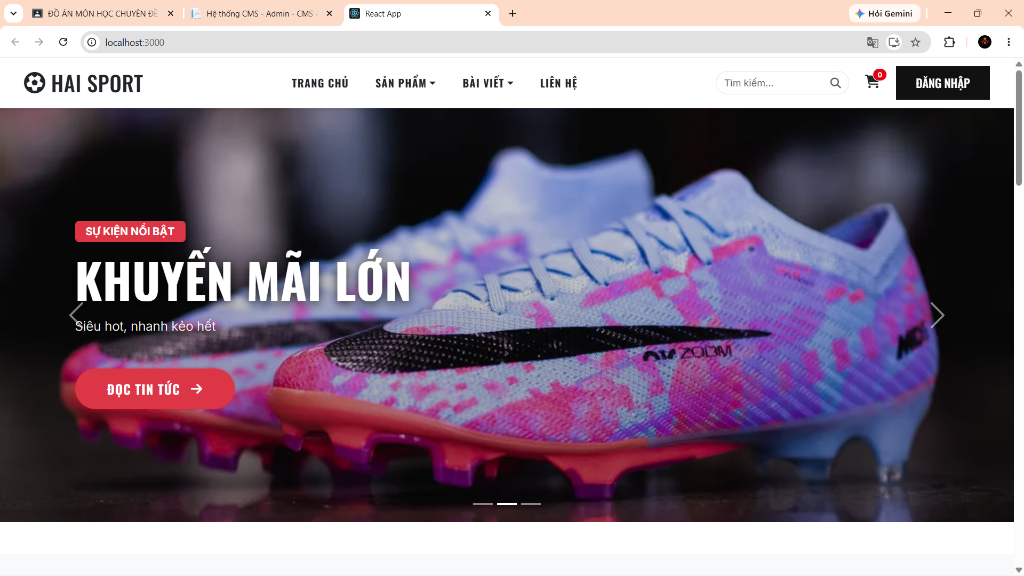 ĐỒ ÁN MÔN HỌC CHUYÊN ĐỀ
Hệ thống CMS - Admin - CMS
React App
Hỏi Gemini
localhost:3000
HAI SPORT
TRANG CHỦ
SẢN PHẨM
BÀI VIẾT
LIÊN HỆ
Tìm kiếm...
0
ĐĂNG NHẬP
SỰ KIỆN NỔI BẬT
KHUYẾN MÃI LỚN
Siêu hot, nhanh kẻo hết
ĐỌC TIN TỨC
ZOOM